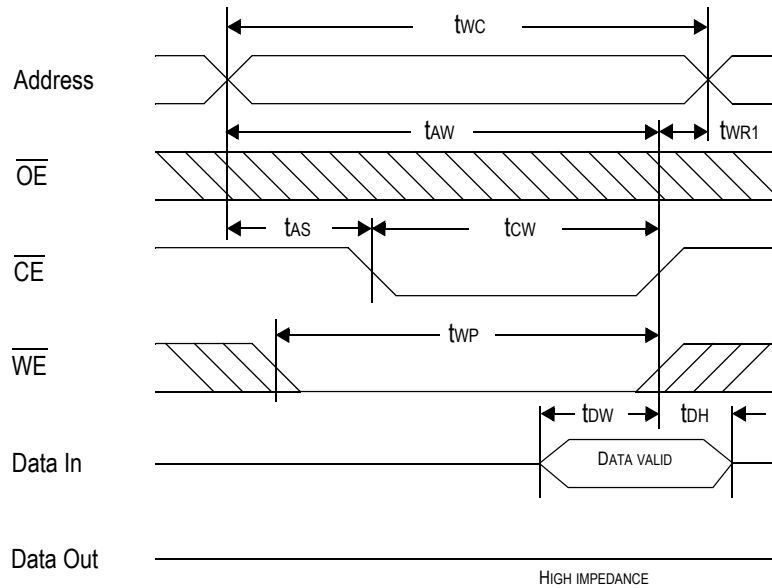 tWC
Address
tAW
tWR1
OE
tAS
tCW
CE
tWP
WE
tDW
tDH
Data In
DATA VALID
Data Out
HIGH IMPEDANCE